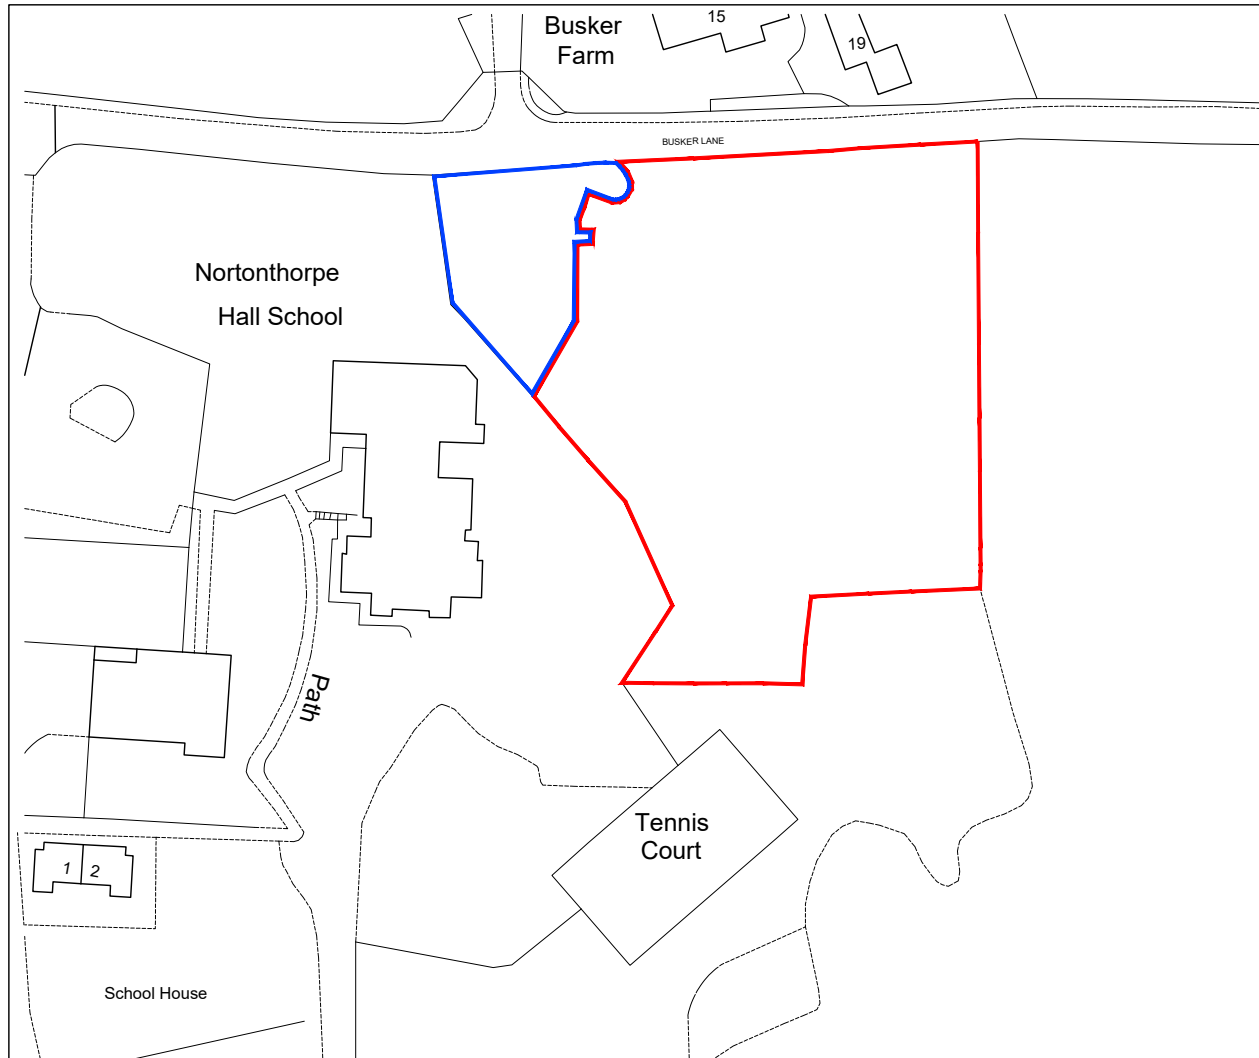 Busker
Farm
15
19
BUSKER LANE
Nortonthorpe
Hall School
Path
Tennis
Court
1
2
School House